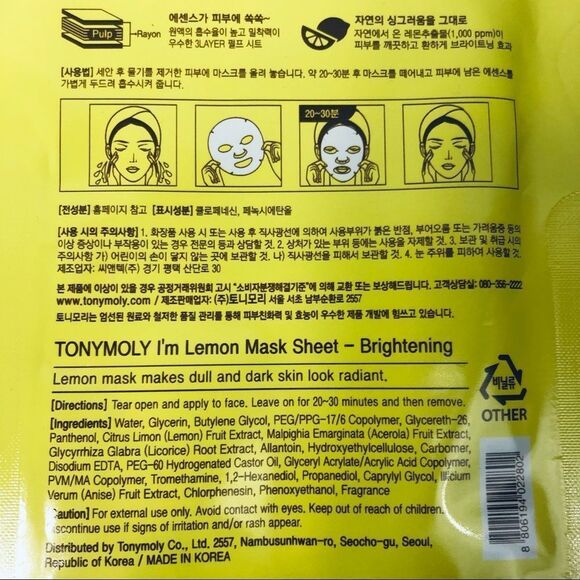 Pulp
Rayon
에센스가 피부에 쏙쏙~
원액의 흡수율이 높고 밀착력이
우수한 3LAYER 펄프 시트
자연의 싱그러움을 그대로
자연에서 온 레몬추출물(1,000 ppm)이
피부를 깨끗하고 환하게 브라이트닝 효과
[사용법] 세안 후 물기를 제거한 피부에 마스크를 올려 놓습니다. 약 20~30분 후 마스크를 떼어내고 피부에 남은 에센스를
가볍게 두드려 흡수시켜 줍니다.
20~30분
[전성분] 홈페이지 참고 [표시성분] 클로페네신, 페녹시에탄올
[사용 시의 주의사항] 1. 화장품 사용 시 또는 사용 후 직사광선에 의하여 사용부위가 붉은 반점, 부어오름 또는 가려움증 등의
이상 증상이나 부작용이 있는 경우 전문의 등과 상담할 것. 2. 상처가 있는 부위 등에는 사용을 자제할 것. 3. 보관 및 취급 시의
주의사항 가) 어린이의 손이 닿지 않는 곳에 보관할 것. 나) 직사광선을 피해서 보관할 것. 4. 눈 주위를 피하여 사용할 것.
제조업자: 씨앤텍(주) 경기 평택 산단로 30
본 제품에 이상이 있을 경우 공정거래위원회 고시 "소비자분쟁해결기준"에 의해 교환 또는 보상해드립니다. 고객상담실: 080-356-2222
www.tonymoly.com / 제조판매업자: (주)토니모리 서울 서초 남부순환로 2557
토니모리는 엄선된 원료와 철저한 품질 관리를 통해 피부친화력 및 효능이 우수한 제품 개발에 힘쓰고 있습니다.
TONYMOLY I'm Lemon Mask Sheet – Brightening
Lemon mask makes dull and dark skin look radiant.
[Directions] Tear open and apply to face. Leave on for 20~30 minutes and then remove.
[Ingredients] Water, Glycerin, Butylene Glycol, PEG/PPG-17/6 Copolymer, Glycereth-26,
Panthenol, Citrus Limon (Lemon) Fruit Extract, Malpighia Emarginata (Acerola) Fruit Extract,
Glycyrrhiza Glabra (Licorice) Root Extract, Allantoin, Hydroxyethylcellulose, Carbomer,
Disodium EDTA, PEG-60 Hydrogenated Castor Oil, Glyceryl Acrylate/Acrylic Acid Copolymer,
PVM/MA Copolymer, Tromethamine, 1,2-Hexanediol, Propanediol, Caprylyl Glycol, Illicium
Verum (Anise) Fruit Extract, Chlorphenesin, Phenoxyethanol, Fragrance
[Caution] For external use only. Avoid contact with eyes. Keep out of reach of children.
Discontinue use if signs of irritation and/or rash appear.
Distributed by Tonymoly Co., Ltd. 2557, Nambusunhwan-ro, Seocho-gu, Seoul,
Republic of Korea / MADE IN KOREA
비닐류
OTHER
8 806194 022602